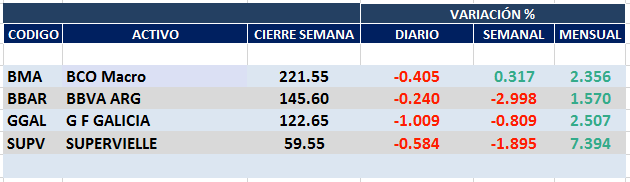 VARIACIÓN %
CODIGO ACTIVO CIERRE SEMANA DIARIO SEMANAL MENSUAL
BMA BCO Macro 221.55 -0.405 0.317 2.356
BBAR BBVA ARG 145.60 -0.240 -2.998 1.570
GGAL G F GALICIA 122.65 -1.009 -0.809 2.507
SUPV SUPERVIELLE 59.55 -0.584 -1.895 7.394